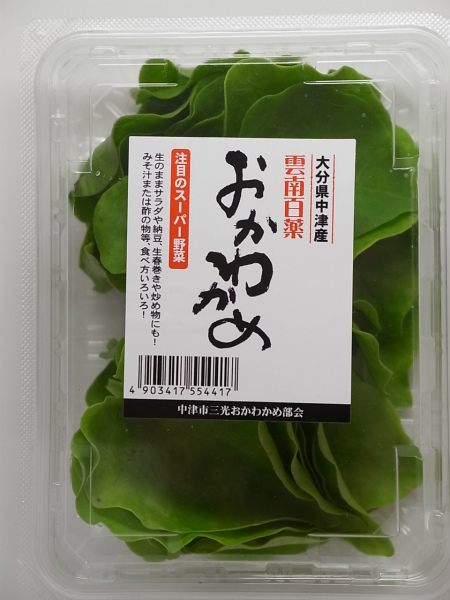 大分県中津産
雲南百薬
おかわかめ
注目のスーパー野菜
生のままサラダや納豆、生春巻きや炒め物にも!
みそ汁または酢の物等、食べ方いろいろ!
4 903417 554417
中津市三光おかわかめ部会